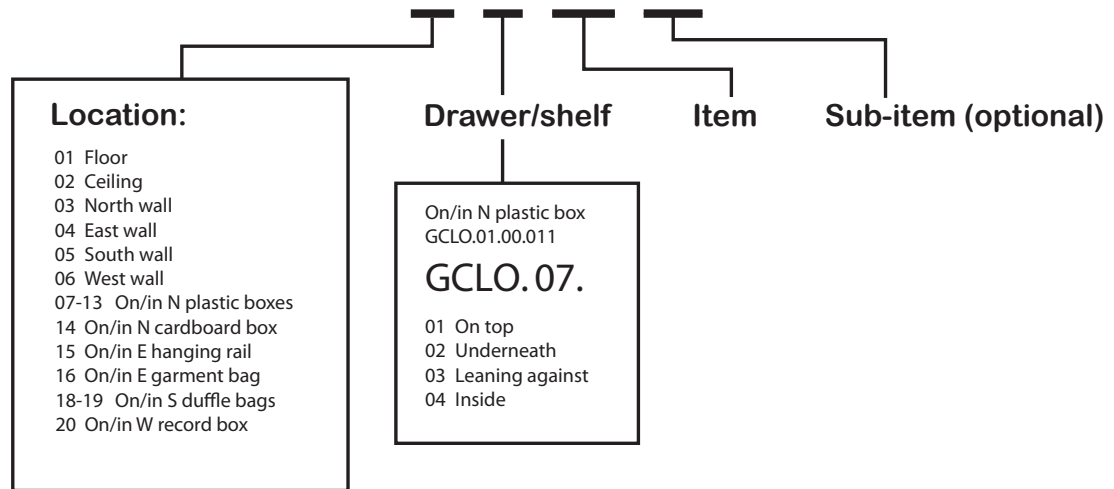 Location:
01 Floor
02 Ceiling
03 North wall
04 East wall
05 South wall
06 West wall
07-13 On/in N plastic boxes
14 On/in N cardboard box
15 On/in E hanging rail
16 On/in E garment bag
18-19 On/in S duffle bags
20 On/in W record box
Drawer/shelf
On/in N plastic box
GCLO.01.00.011
GCLO. 07.
01 On top
02 Underneath
03 Leaning against
04 Inside
Item
Sub-item (optional)